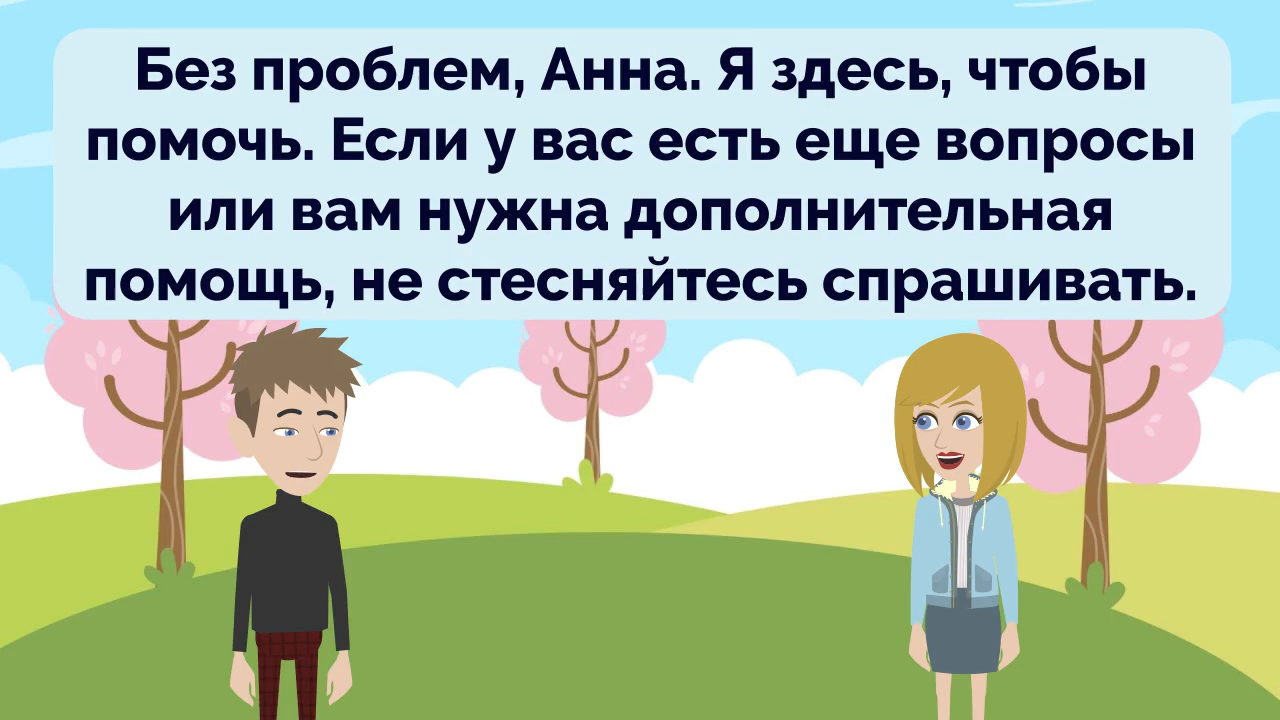 Без проблем, Анна. Я здесь, чтобы
помочь. Если у вас есть еще вопросы
или вам нужна дополнительная
помощь, не стесняйтесь спрашивать.